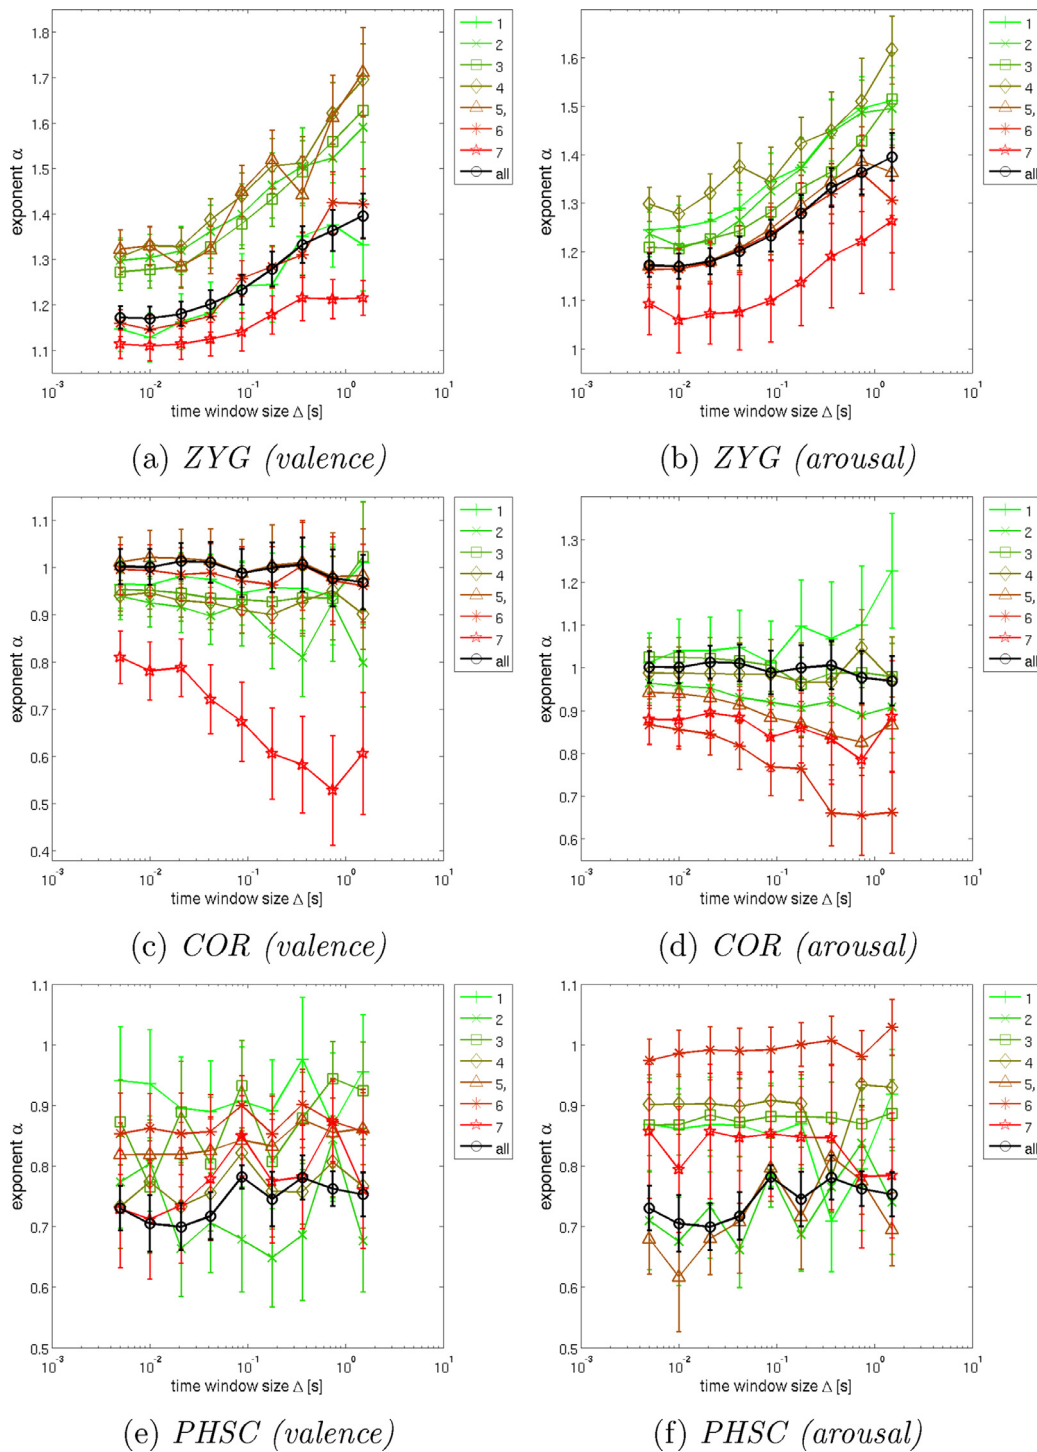 1.8
1.7
1.6
1.5
1.4
1.3
1.2
1.1
exponent α
10⁻³ 10⁻² 10⁻¹ 10⁰ 10¹
time window size Δ [s]
1
2
3
4
5,
6
7
all
(a) ZYG (valence)
1.6
1.5
1.4
1.3
1.2
1.1
1
exponent α
10⁻³ 10⁻² 10⁻¹ 10⁰ 10¹
time window size Δ [s]
1
2
3
4
5,
6
7
all
(b) ZYG (arousal)
1.1
1
0.9
0.8
0.7
0.6
0.5
0.4
exponent α
10⁻³ 10⁻² 10⁻¹ 10⁰ 10¹
time window size Δ [s]
1
2
3
4
5,
6
7
all
(c) COR (valence)
1.3
1.2
1.1
1
0.9
0.8
0.7
0.6
exponent α
10⁻³ 10⁻² 10⁻¹ 10⁰ 10¹
time window size Δ [s]
1
2
3
4
5,
6
7
all
(d) COR (arousal)
1.1
1
0.9
0.8
0.7
0.6
0.5
exponent α
10⁻³ 10⁻² 10⁻¹ 10⁰ 10¹
time window size Δ [s]
1
2
3
4
5,
6
7
all
(e) PHSC (valence)
1.1
1
0.9
0.8
0.7
0.6
0.5
exponent α
10⁻³ 10⁻² 10⁻¹ 10⁰ 10¹
time window size Δ [s]
1
2
3
4
5,
6
7
all
(f) PHSC (arousal)